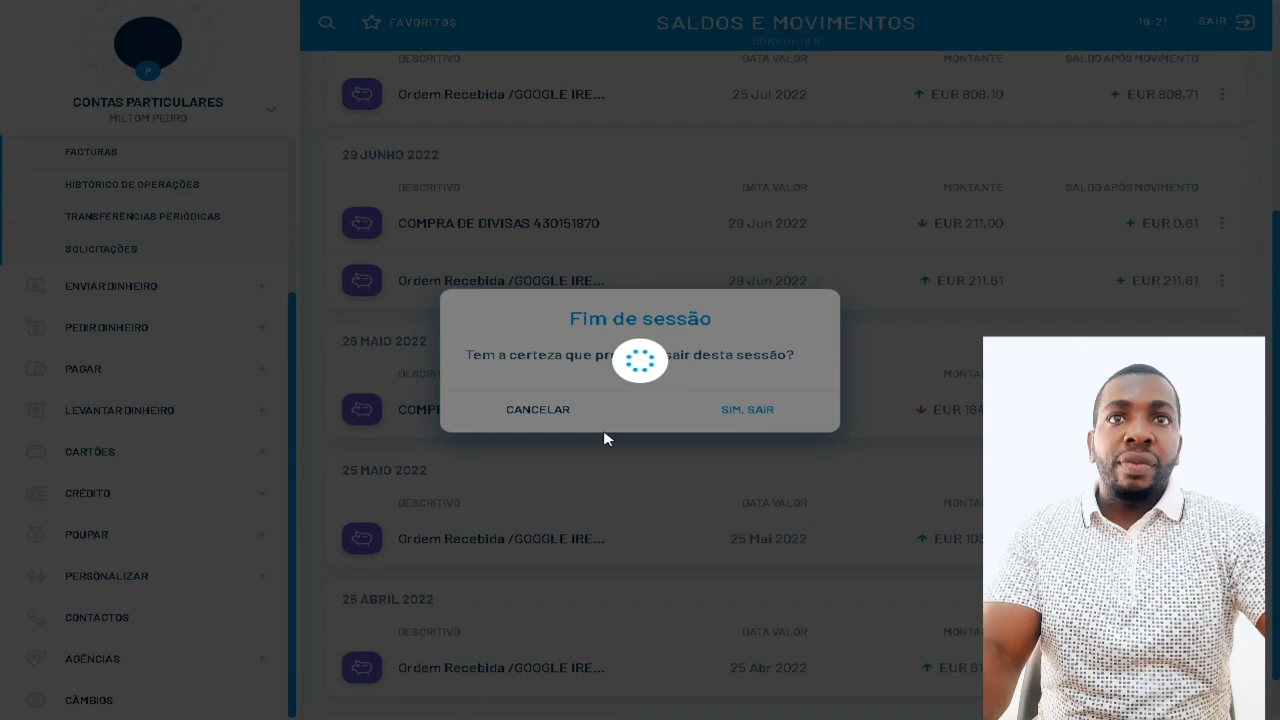 P
CONTAS PARTICULARES
MILTOM PEDRO
FACTURAS
HISTÓRICO DE OPERAÇÕES
TRANSFERÊNCIAS PERIÓDICAS
SOLICITAÇÕES
ENVIAR DINHEIRO
PEDIR DINHEIRO
PAGAR
LEVANTAR DINHEIRO
CARTÕES
CRÉDITO
POUPAR
PERSONALIZAR
CONTACTOS
AGÊNCIAS
CÂMBIOS
FAVORITOS
SALDOS E MOVIMENTOS
CONSULTAR
19:21
SAIR
DESCRITIVO DATA VALOR MONTANTE SALDO APÓS MOVIMENTO
Ordem Recebida /GOOGLE IRE... 25 Jul 2022 EUR 808,10 + EUR 808,71
29 JUNHO 2022
DESCRITIVO DATA VALOR MONTANTE SALDO APÓS MOVIMENTO
COMPRA DE DIVISAS 430151870 29 Jun 2022 EUR 211,00 + EUR 0,61
Ordem Recebida /GOOGLE IRE... 29 Jun 2022 EUR 211,61 + EUR 211,61
Fim de sessão
Tem a certeza que sair desta sessão?
CANCELAR SIM, SAIR
26 MAIO 2022
25 MAIO 2022
DESCRITIVO DATA VALOR
Ordem Recebida /GOOGLE IRE... 25 Mai 2022 EUR
25 ABRIL 2022
DESCRITIVO DATA VALOR
Ordem Recebida /GOOGLE IRE... 25 Abr 2022 EUR